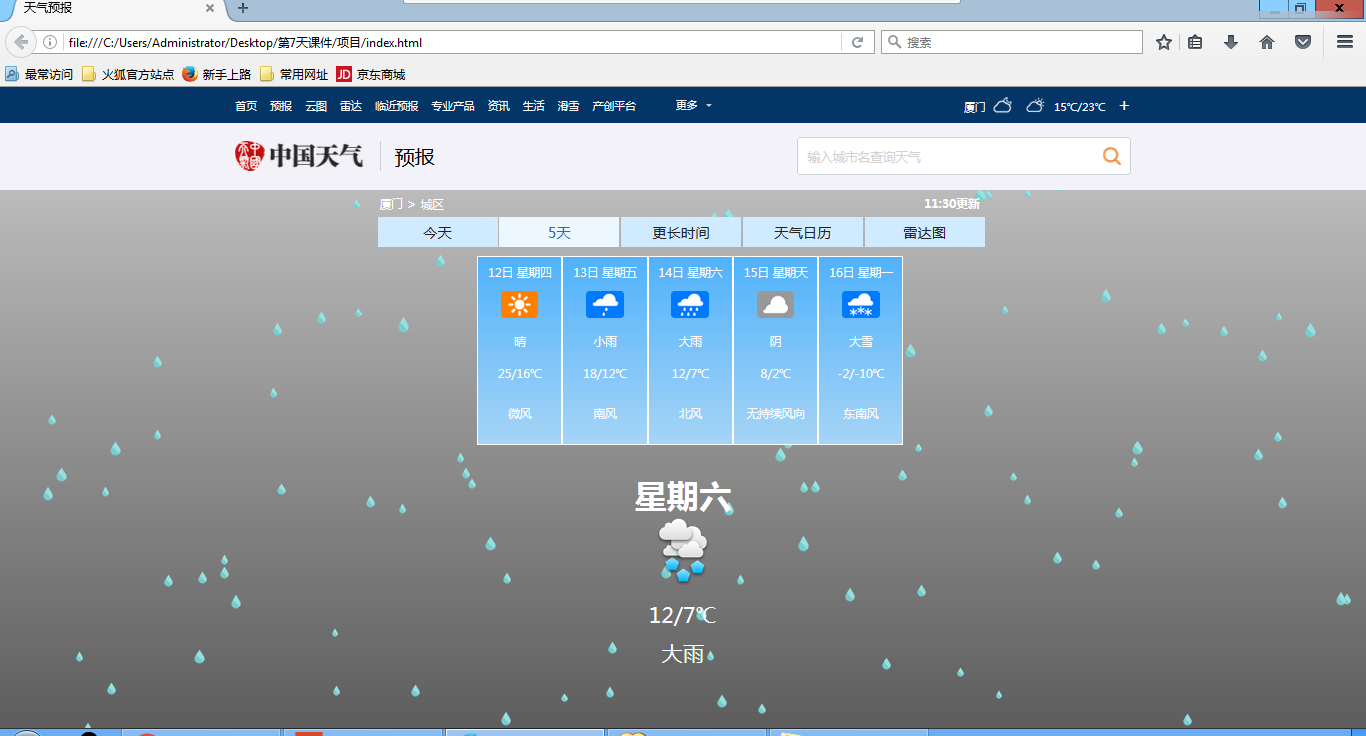 天气预报
file:///C:/Users/Administrator/Desktop/第7天课件/项目/index.html
搜索
最常访问 火狐官方站点 新手上路 常用网址 JD 京东商城
首页 预报 云图 雷达 临近预报 专业产品 资讯 生活 滑雪 产创平台 更多 厦门 15℃/23℃ +
中国天气 预报 输入城市名查询天气
厦门 > 城区 11:30更新
今天 5天 更长时间 天气日历 雷达图
12日 星期四 13日 星期五 14日 星期六 15日 星期天 16日 星期一
晴 小雨 大雨 阴 大雪
25/16℃ 18/12℃ 12/7℃ 8/2℃ -2/-10℃
微风 南风 北风 无持续风向 东南风
星期六
12/7℃
大雨